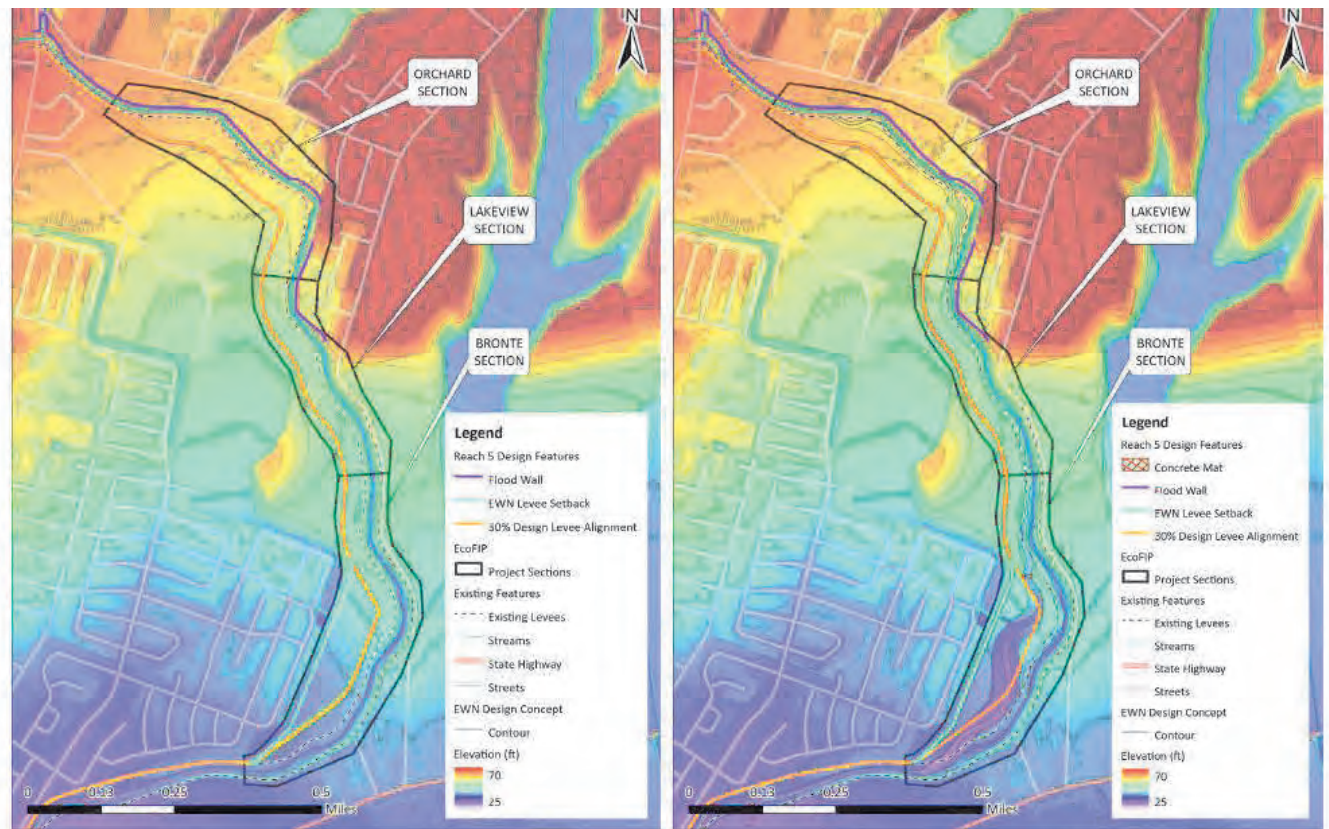 N
ORCHARD
SECTION
LAKEVIEW
SECTION
BRONTE
SECTION
Legend
Reach 5 Design Features
Flood Wall
EWN Levee Setback
30% Design Levee Alignment
EcoFIP
Project Sections
Existing Features
Existing Levees
Streams
State Highway
Streets
EWN Design Concept
Contour
Elevation (ft)
70
25
0 0.13 0.25 0.5
Miles
N
ORCHARD
SECTION
LAKEVIEW
SECTION
BRONTE
SECTION
Legend
Reach 5 Design Features
Concrete Mat
Flood Wall
EWN Levee Setback
30% Design Levee Alignment
EcoFIP
Project Sections
Existing Features
Existing Levees
Streams
State Highway
Streets
EWN Design Concept
Contour
Elevation (ft)
70
25
0 0.13 0.25 0.5
Miles